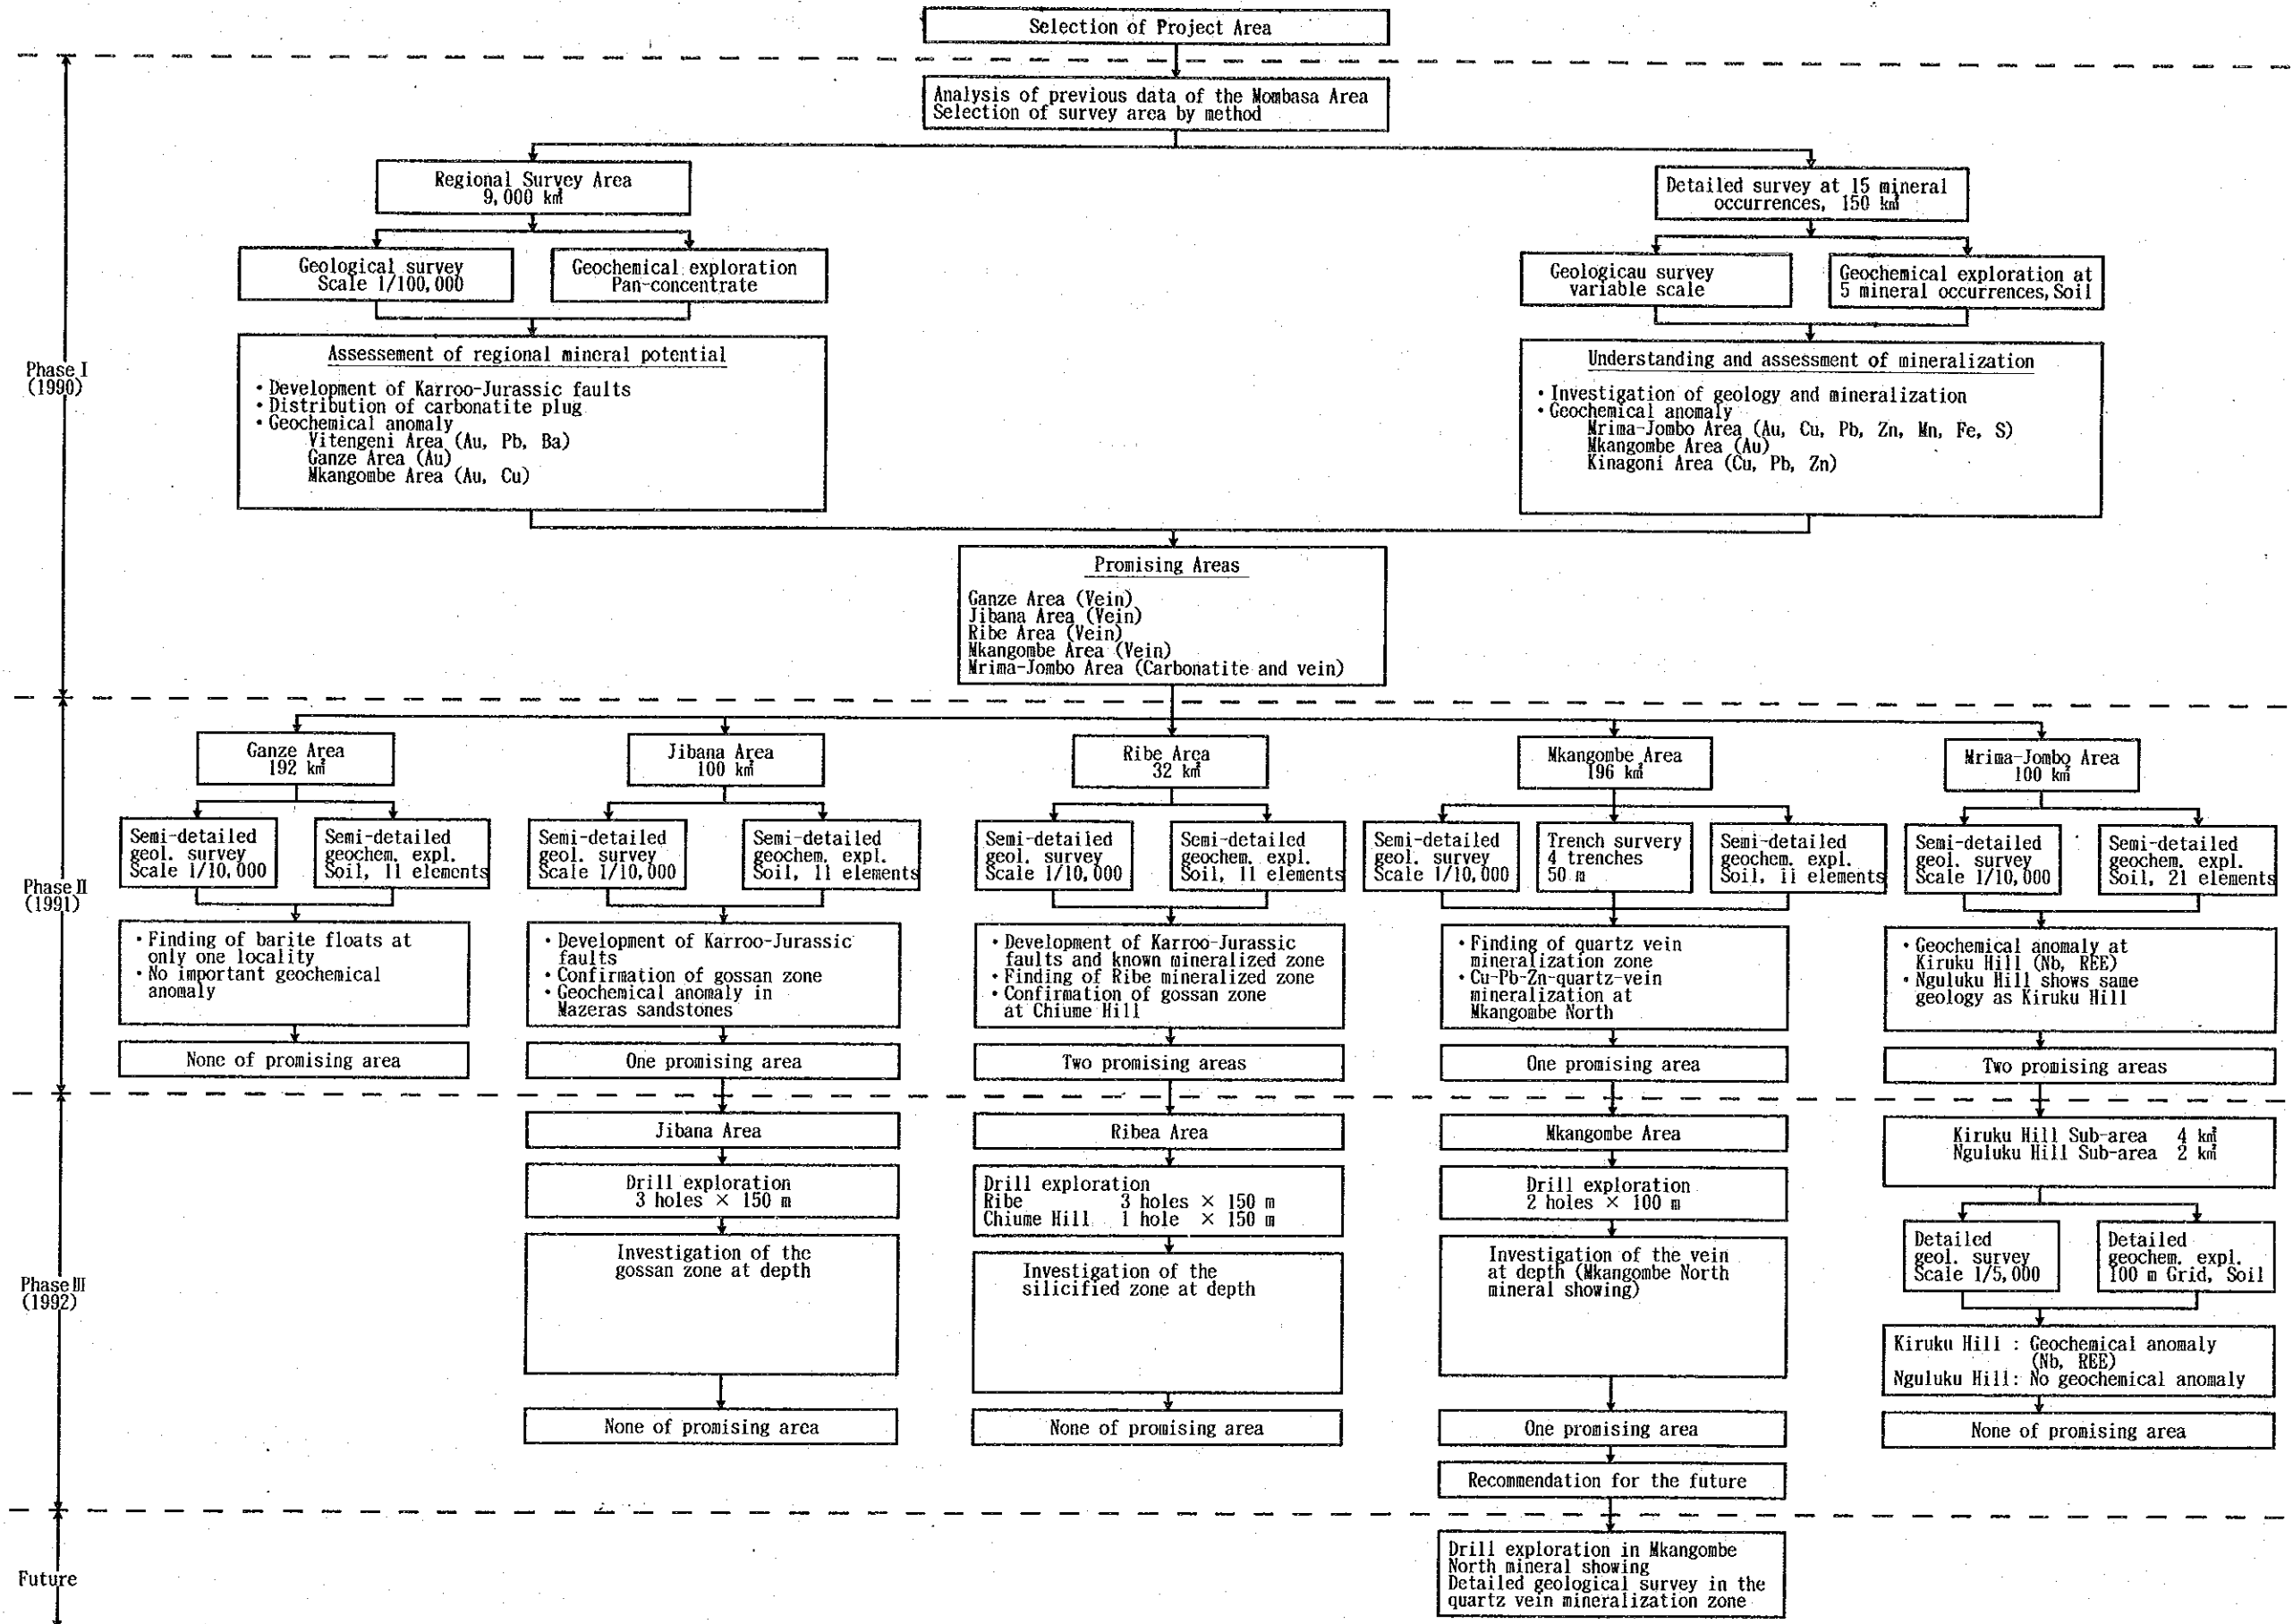 Selection of Project Area
Analysis of previous data of the Mombasa Area
Selection of survey area by method
Regional Survey Area
9,000 km²
Detailed survey at 15 mineral
occurrences, 150 km²
Geological survey
Scale 1/100,000
Geochemical exploration
Pan-concentrate
Geologicau survey
variable scale
Geochemical exploration at
5 mineral occurrences, Soil
Phase I
(1990)
Assessement of regional mineral potential
・Development of Karroo-Jurassic faults
・Distribution of carbonatite plug
・Geochemical anomaly
Vitengeni Area (Au, Pb, Ba)
Ganze Area (Au)
Mkangombe Area (Au, Cu)
Understanding and assessment of mineralization
・Investigation of geology and mineralization
・Geochemical anomaly
Mrima-Jombo Area (Au, Cu, Pb, Zn, Mn, Fe, S)
Mkangombe Area (Au)
Kinagoni Area (Cu, Pb, Zn)
Promising Areas
Ganze Area (Vein)
Jibana Area (Vein)
Ribe Area (Vein)
Mkangombe Area (Vein)
Mrima-Jombo Area (Carbonatite and vein)
Phase II
(1991)
Ganze Area
192 km²
Semi-detailed
geol. survey
Scale 1/10,000
Semi-detailed
geochem. expl.
Soil, 11 elements
・Finding of barite floats at
only one locality
・No important geochemical
anomaly
None of promising area
Jibana Area
100 km²
Semi-detailed
geol. survey
Scale 1/10,000
Semi-detailed
geochem. expl.
Soil, 11 elements
・Development of Karroo-Jurassic
faults
・Confirmation of gossan zone
・Geochemical anomaly in
Mazeras sandstones
One promising area
Ribe Area
32 km²
Semi-detailed
geol. survey
Scale 1/10,000
Semi-detailed
geochem. expl.
Soil, 11 elements
・Development of Karroo-Jurassic
faults and known mineralized zone
・Finding of Ribe mineralized zone
・Confirmation of gossan zone
at Chiume Hill
Two promising areas
Mkangombe Area
196 km²
Semi-detailed
geol. survey
Scale 1/10,000
Trench survery
4 trenches
50 m
Semi-detailed
geochem. expl.
Soil, 11 elements
・Finding of quartz vein
mineralization zone
・Cu-Pb-Zn-quartz-vein
mineralization at
Mkangombe North
One promising area
Mrima-Jombo Area
100 km²
Semi-detailed
geol. survey
Scale 1/10,000
Semi-detailed
geochem. expl.
Soil, 21 elements
・Geochemical anomaly at
Kiruku Hill (Nb, REE)
・Nguluku Hill shows same
geology as Kiruku Hill
Two promising areas
Phase III
(1992)
Jibana Area
Drill exploration
3 holes × 150 m
Investigation of the
gossan zone at depth
None of promising area
Ribea Area
Drill exploration
Ribe 3 holes × 150 m
Chiume Hill 1 hole × 150 m
Investigation of the
silicified zone at depth
None of promising area
Mkangombe Area
Drill exploration
2 holes × 100 m
Investigation of the vein
at depth (Mkangombe North
mineral showing)
One promising area
Recommendation for the future
Kiruku Hill Sub-area 4 km²
Nguluku Hill Sub-area 2 km²
Detailed
geol. survey
Scale 1/5,000
Detailed
geochem. expl.
100 m Grid, Soil
Kiruku Hill : Geochemical anomaly
(Nb, REE)
Nguluku Hill: No geochemical anomaly
None of promising area
Future
Drill exploration in Mkangombe
North mineral showing
Detailed geological survey in the
quartz vein mineralization zone